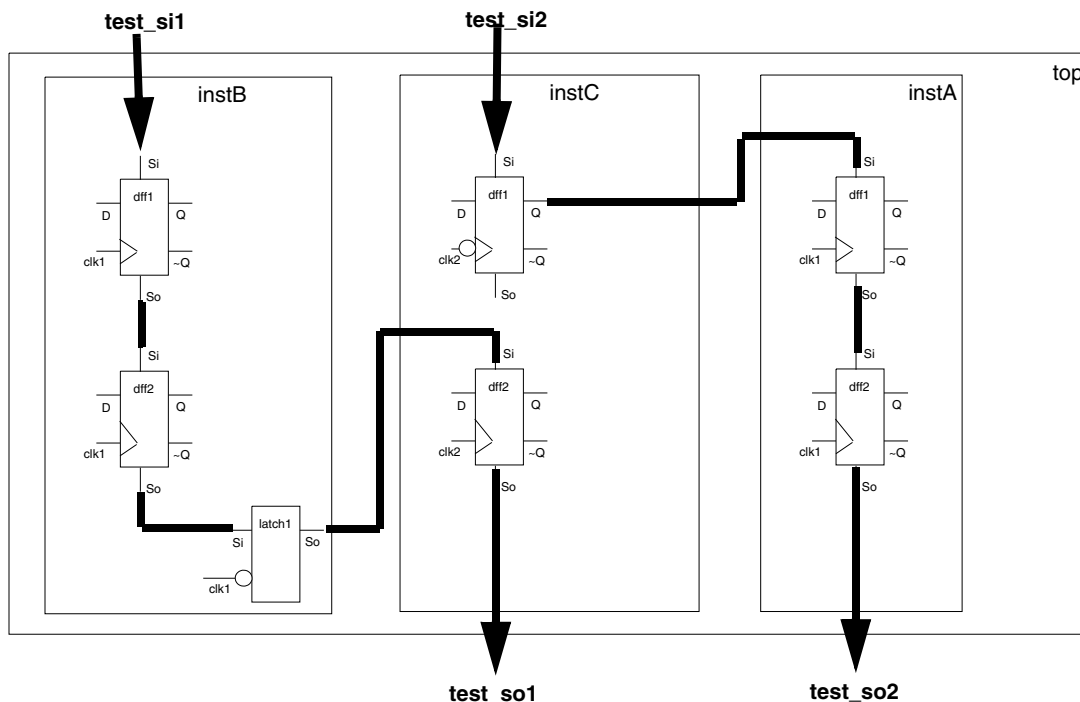 test_si1
test_si2
top
instB
instC
instA
Si
dff1
D
Q
clk1
~Q
So
Si
dff1
D
Q
clk2
~Q
So
Si
dff1
D
Q
clk1
~Q
So
Si
dff2
D
Q
clk1
~Q
So
Si
dff2
D
Q
clk2
~Q
So
Si
dff2
D
Q
clk1
~Q
So
latch1
Si
So
clk1
test_so1
test_so2